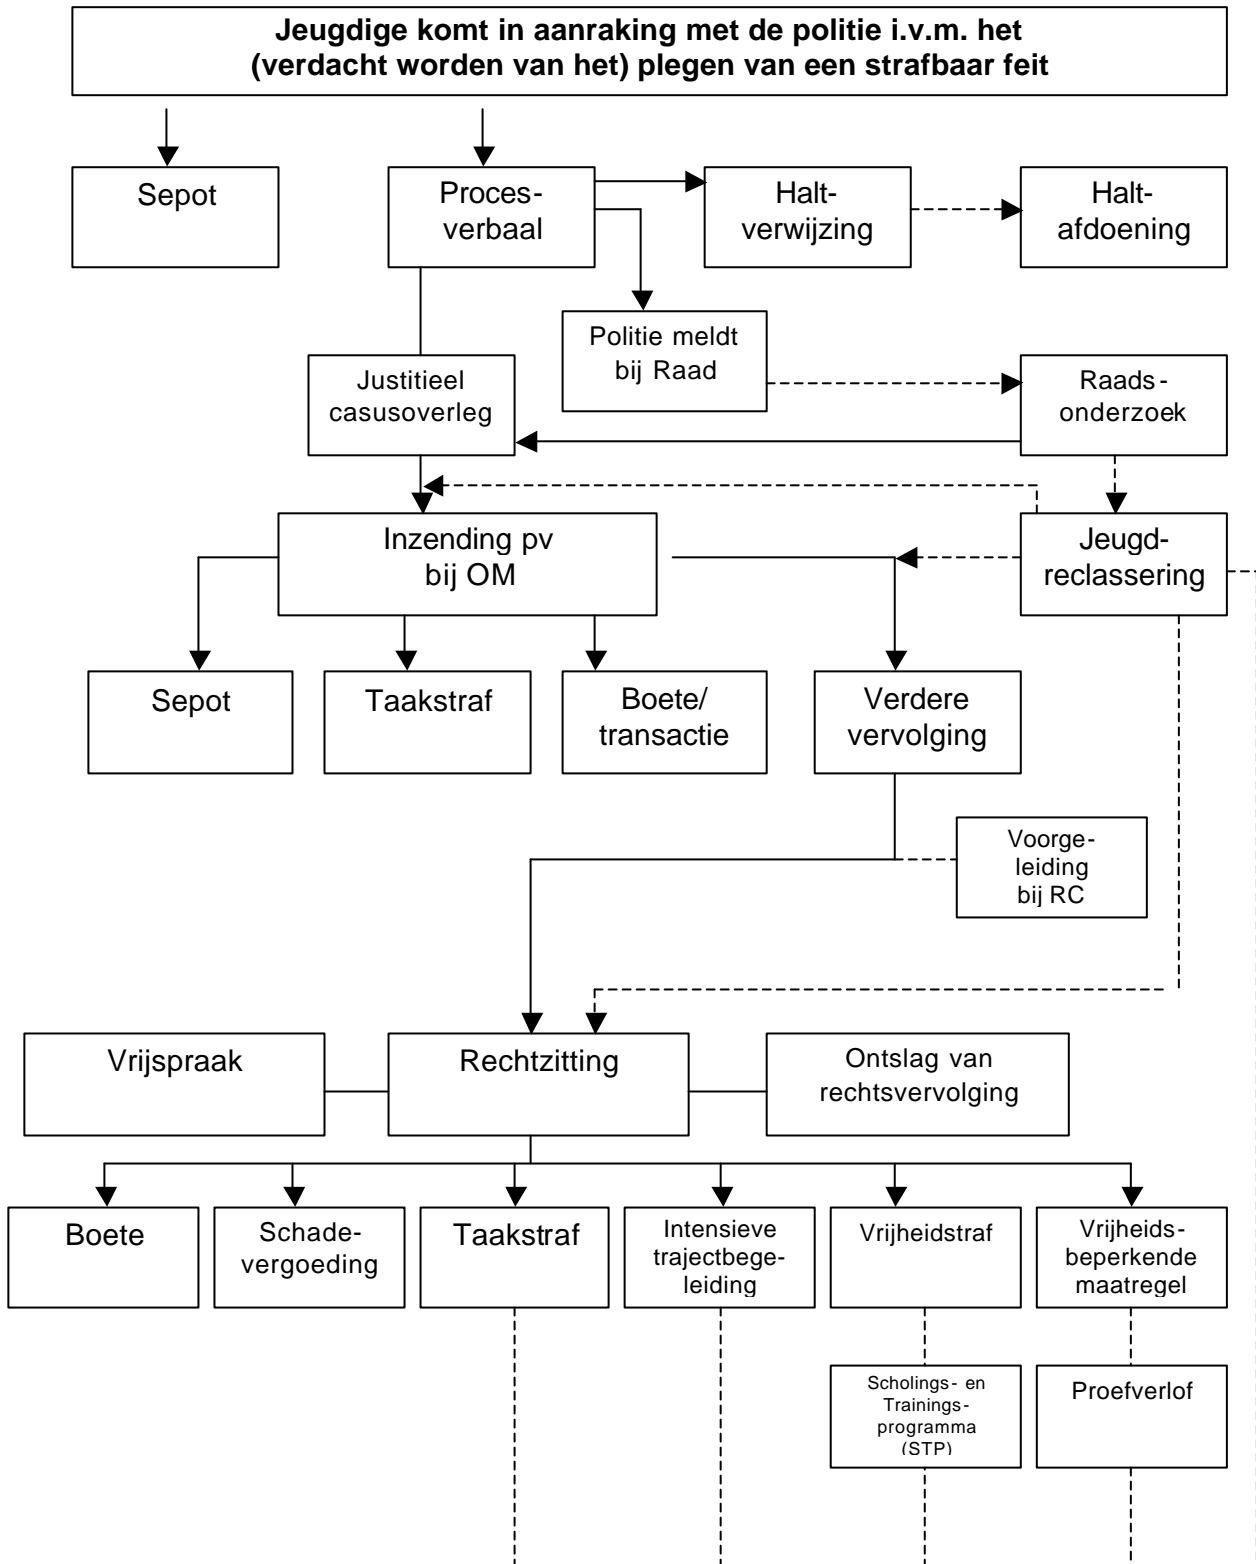 Jeugdige komt in aanraking met de politie i.v.m. het
(verdacht worden van het) plegen van een strafbaar feit
Sepot
Proces-
verbaal
Halt-
verwijzing
Halt-
afdoening
Politie meldt
bij Raad
Justitieel
casusoverleg
Raads-
onderzoek
Inzending pv
bij OM
Jeugd-
reclassering
Sepot
Taakstraf
Boete/
transactie
Verdere
vervolging
Voorge-
leiding
bij RC
Vrijspraak
Rechtzitting
Ontslag van
rechtsvervolging
Boete
Schade-
vergoeding
Taakstraf
Intensieve
trajectbege-
leiding
Vrijheidstraf
Vrijheids-
beperkende
maatregel
Scholings- en
Trainings-
programma
(STP)
Proefverlof